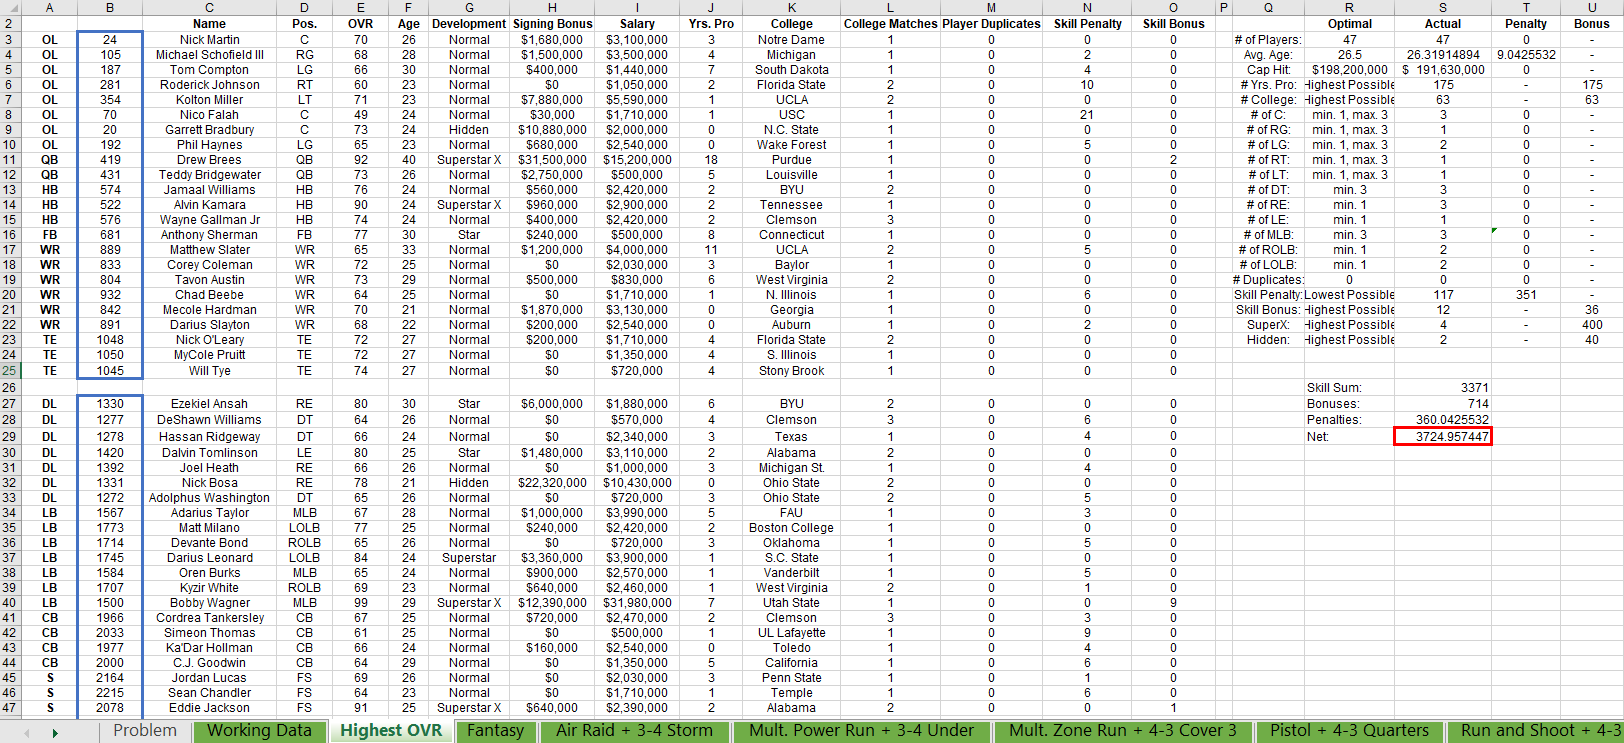 A B C D E F G H I J K L M N O P Q R S T U
2 Name Pos. OVR Age Development Signing Bonus Salary Yrs. Pro College College Matches Player Duplicates Skill Penalty Skill Bonus Optimal Actual Penalty Bonus
3 OL 24 Nick Martin C 70 26 Normal $1,680,000 $3,100,000 3 Notre Dame 1 0 0 0 # of Players: 47 47 0 -
4 OL 105 Michael Schofield III RG 68 28 Normal $1,500,000 $3,500,000 4 Michigan 1 0 2 0 Avg. Age: 26.5 26.31914894 9.0425532 -
5 OL 187 Tom Compton LG 66 30 Normal $400,000 $1,440,000 7 South Dakota 1 0 4 0 Cap Hit: $198,200,000 $ 191,630,000 0 -
6 OL 281 Roderick Johnson RT 60 23 Normal $0 $1,050,000 2 Florida State 2 0 10 0 # Yrs. Pro: Highest Possible 175 - 175
7 OL 354 Kolton Miller LT 71 23 Normal $7,880,000 $5,590,000 1 UCLA 2 0 0 0 # College: Highest Possible 63 - 63
8 OL 70 Nico Falah C 49 24 Normal $30,000 $1,710,000 1 USC 1 0 21 0 # of C: min. 1, max. 3 3 0 -
9 OL 20 Garrett Bradbury C 73 24 Hidden $10,880,000 $2,000,000 0 N.C. State 1 0 0 0 # of RG: min. 1, max. 3 1 0 -
10 OL 192 Phil Haynes LG 65 23 Normal $680,000 $2,540,000 0 Wake Forest 1 0 5 0 # of LG: min. 1, max. 3 2 0 -
11 QB 419 Drew Brees QB 92 40 Superstar X $31,500,000 $15,200,000 18 Purdue 1 0 0 2 # of RT: min. 1, max. 3 1 0 -
12 QB 431 Teddy Bridgewater QB 73 26 Normal $2,750,000 $500,000 5 Louisville 1 0 0 0 # of LT: min. 1, max. 3 1 0 -
13 HB 574 Jamaal Williams HB 76 24 Normal $560,000 $2,420,000 2 BYU 2 0 0 0 # of DT: min. 3 3 0 -
14 HB 522 Alvin Kamara HB 90 24 Superstar X $960,000 $2,900,000 2 Tennessee 1 0 0 0 # of RE: min. 1 3 0 -
15 HB 576 Wayne Gallman Jr HB 74 24 Normal $400,000 $2,420,000 2 Clemson 3 0 0 0 # of LE: min. 1 1 0 -
16 FB 681 Anthony Sherman FB 77 30 Star $240,000 $500,000 8 Connecticut 1 0 0 0 # of MLB: min. 3 3 0 -
17 WR 889 Matthew Slater WR 65 33 Normal $1,200,000 $4,000,000 11 UCLA 2 0 5 0 # of ROLB: min. 1 2 0 -
18 WR 833 Corey Coleman WR 72 25 Normal $0 $2,030,000 3 Baylor 1 0 0 0 # of LOLB: min. 1 2 0 -
19 WR 804 Tavon Austin WR 73 29 Normal $500,000 $830,000 6 West Virginia 2 0 0 0 # Duplicates: 0 0 0 -
20 WR 932 Chad Beebe WR 64 25 Normal $0 $1,710,000 1 N. Illinois 1 0 6 0 Skill Penalty: Lowest Possible 117 351 -
21 WR 842 Mecole Hardman WR 70 21 Normal $1,870,000 $3,130,000 0 Georgia 1 0 0 0 Skill Bonus: Highest Possible 12 - 36
22 WR 891 Darius Slayton WR 68 22 Normal $200,000 $2,540,000 0 Auburn 1 0 2 0 SuperX: Highest Possible 4 - 400
23 TE 1048 Nick O'Leary TE 72 27 Normal $200,000 $1,710,000 4 Florida State 2 0 0 0 Hidden: Highest Possible 2 - 40
24 TE 1050 MyCole Pruitt TE 72 27 Normal $0 $1,350,000 4 S. Illinois 1 0 0 0
25 TE 1045 Will Tye TE 74 27 Normal $0 $720,000 4 Stony Brook 1 0 0 0
26 Skill Sum: 3371
27 DL 1330 Ezekiel Ansah RE 80 30 Star $6,000,000 $1,880,000 6 BYU 2 0 0 0 Bonuses: 714
28 DL 1277 DeShawn Williams DT 64 26 Normal $0 $570,000 4 Clemson 3 0 6 0 Penalties: 360.0425532
29 DL 1278 Hassan Ridgeway DT 66 24 Normal $0 $2,340,000 3 Texas 1 0 4 0 Net: 3724.957447
30 DL 1420 Dalvin Tomlinson LE 80 25 Star $1,480,000 $3,110,000 2 Alabama 2 0 0 0
31 DL 1392 Joel Heath RE 66 26 Normal $0 $1,000,000 3 Michigan St. 1 0 4 0
32 DL 1331 Nick Bosa RE 78 21 Hidden $22,320,000 $10,430,000 0 Ohio State 2 0 0 0
33 DL 1272 Adolphus Washington DT 65 26 Normal $0 $720,000 3 Ohio State 2 0 5 0
34 LB 1567 Adarius Taylor MLB 67 28 Normal $1,000,000 $3,990,000 5 FAU 1 0 3 0
35 LB 1773 Matt Milano LOLB 77 25 Normal $240,000 $2,420,000 2 Boston College 1 0 0 0
36 LB 1714 Devante Bond ROLB 65 26 Normal $0 $720,000 3 Oklahoma 1 0 5 0
37 LB 1745 Darius Leonard LOLB 84 24 Superstar $3,360,000 $3,900,000 1 S.C. State 1 0 0 0
38 LB 1584 Oren Burks MLB 65 24 Normal $900,000 $2,570,000 1 Vanderbilt 1 0 5 0
39 LB 1707 Kyzir White ROLB 69 23 Normal $640,000 $2,460,000 1 West Virginia 2 0 1 0
40 LB 1500 Bobby Wagner MLB 99 29 Superstar X $12,390,000 $31,980,000 7 Utah State 1 0 0 9
41 CB 1966 Cordrea Tankersley CB 67 25 Normal $720,000 $2,470,000 2 Clemson 3 0 3 0
42 CB 2033 Simeon Thomas CB 61 25 Normal $0 $500,000 1 UL Lafayette 1 0 9 0
43 CB 1977 Ka'Dar Hollman CB 66 24 Normal $160,000 $2,540,000 0 Toledo 1 0 4 0
44 CB 2000 C.J. Goodwin CB 64 29 Normal $0 $1,350,000 5 California 1 0 6 0
45 S 2164 Jordan Lucas FS 69 26 Normal $0 $2,030,000 3 Penn State 1 0 1 0
46 S 2215 Sean Chandler FS 64 23 Normal $0 $1,710,000 1 Temple 1 0 6 0
47 S 2078 Eddie Jackson FS 91 25 Superstar X $640,000 $2,390,000 2 Alabama 2 0 0 1
Problem Working Data Highest OVR Fantasy Air Raid + 3-4 Storm Mult. Power Run + 3-4 Under Mult. Zone Run + 4-3 Cover 3 Pistol + 4-3 Quarters Run and Shoot + 4-3